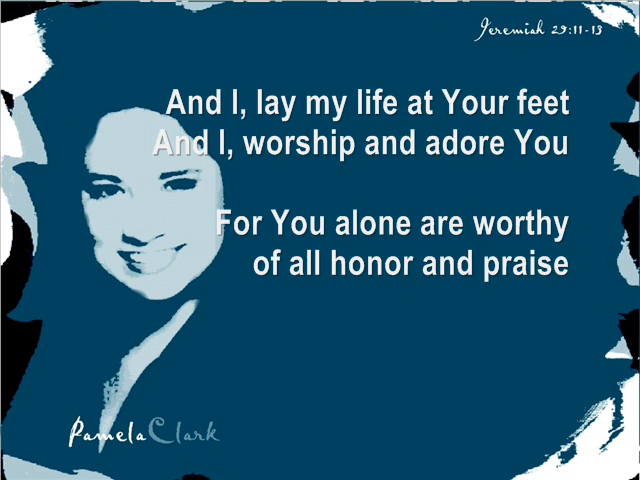 Jeremiah 29:11-13
And I, lay my life at Your feet
And I, worship and adore You
For You alone are worthy
of all honor and praise
Pamela Clark